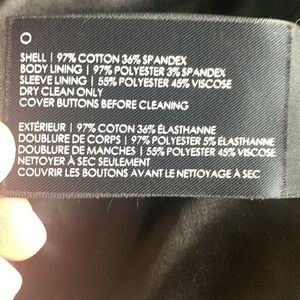 SHELL | 97% COTTON 36% SPANDEX
BODY LINING | 97% POLYESTER 3% SPANDEX
SLEEVE LINING | 55% POLYESTER 45% VISCOSE
DRY CLEAN ONLY
COVER BUTTONS BEFORE CLEANING
EXTÉRIEUR | 97% COTON 36% ÉLASTHANNE
DOUBLURE DE CORPS | 97% POLYESTER 5% ÉLASTHANNE
DOUBLURE DE MANCHES | 55% POLYESTER 45% VISCOSE
NETTOYER À SEC SEULEMENT
COUVRIR LES BOUTONS AVANT LE NETTOYAGE À SEC